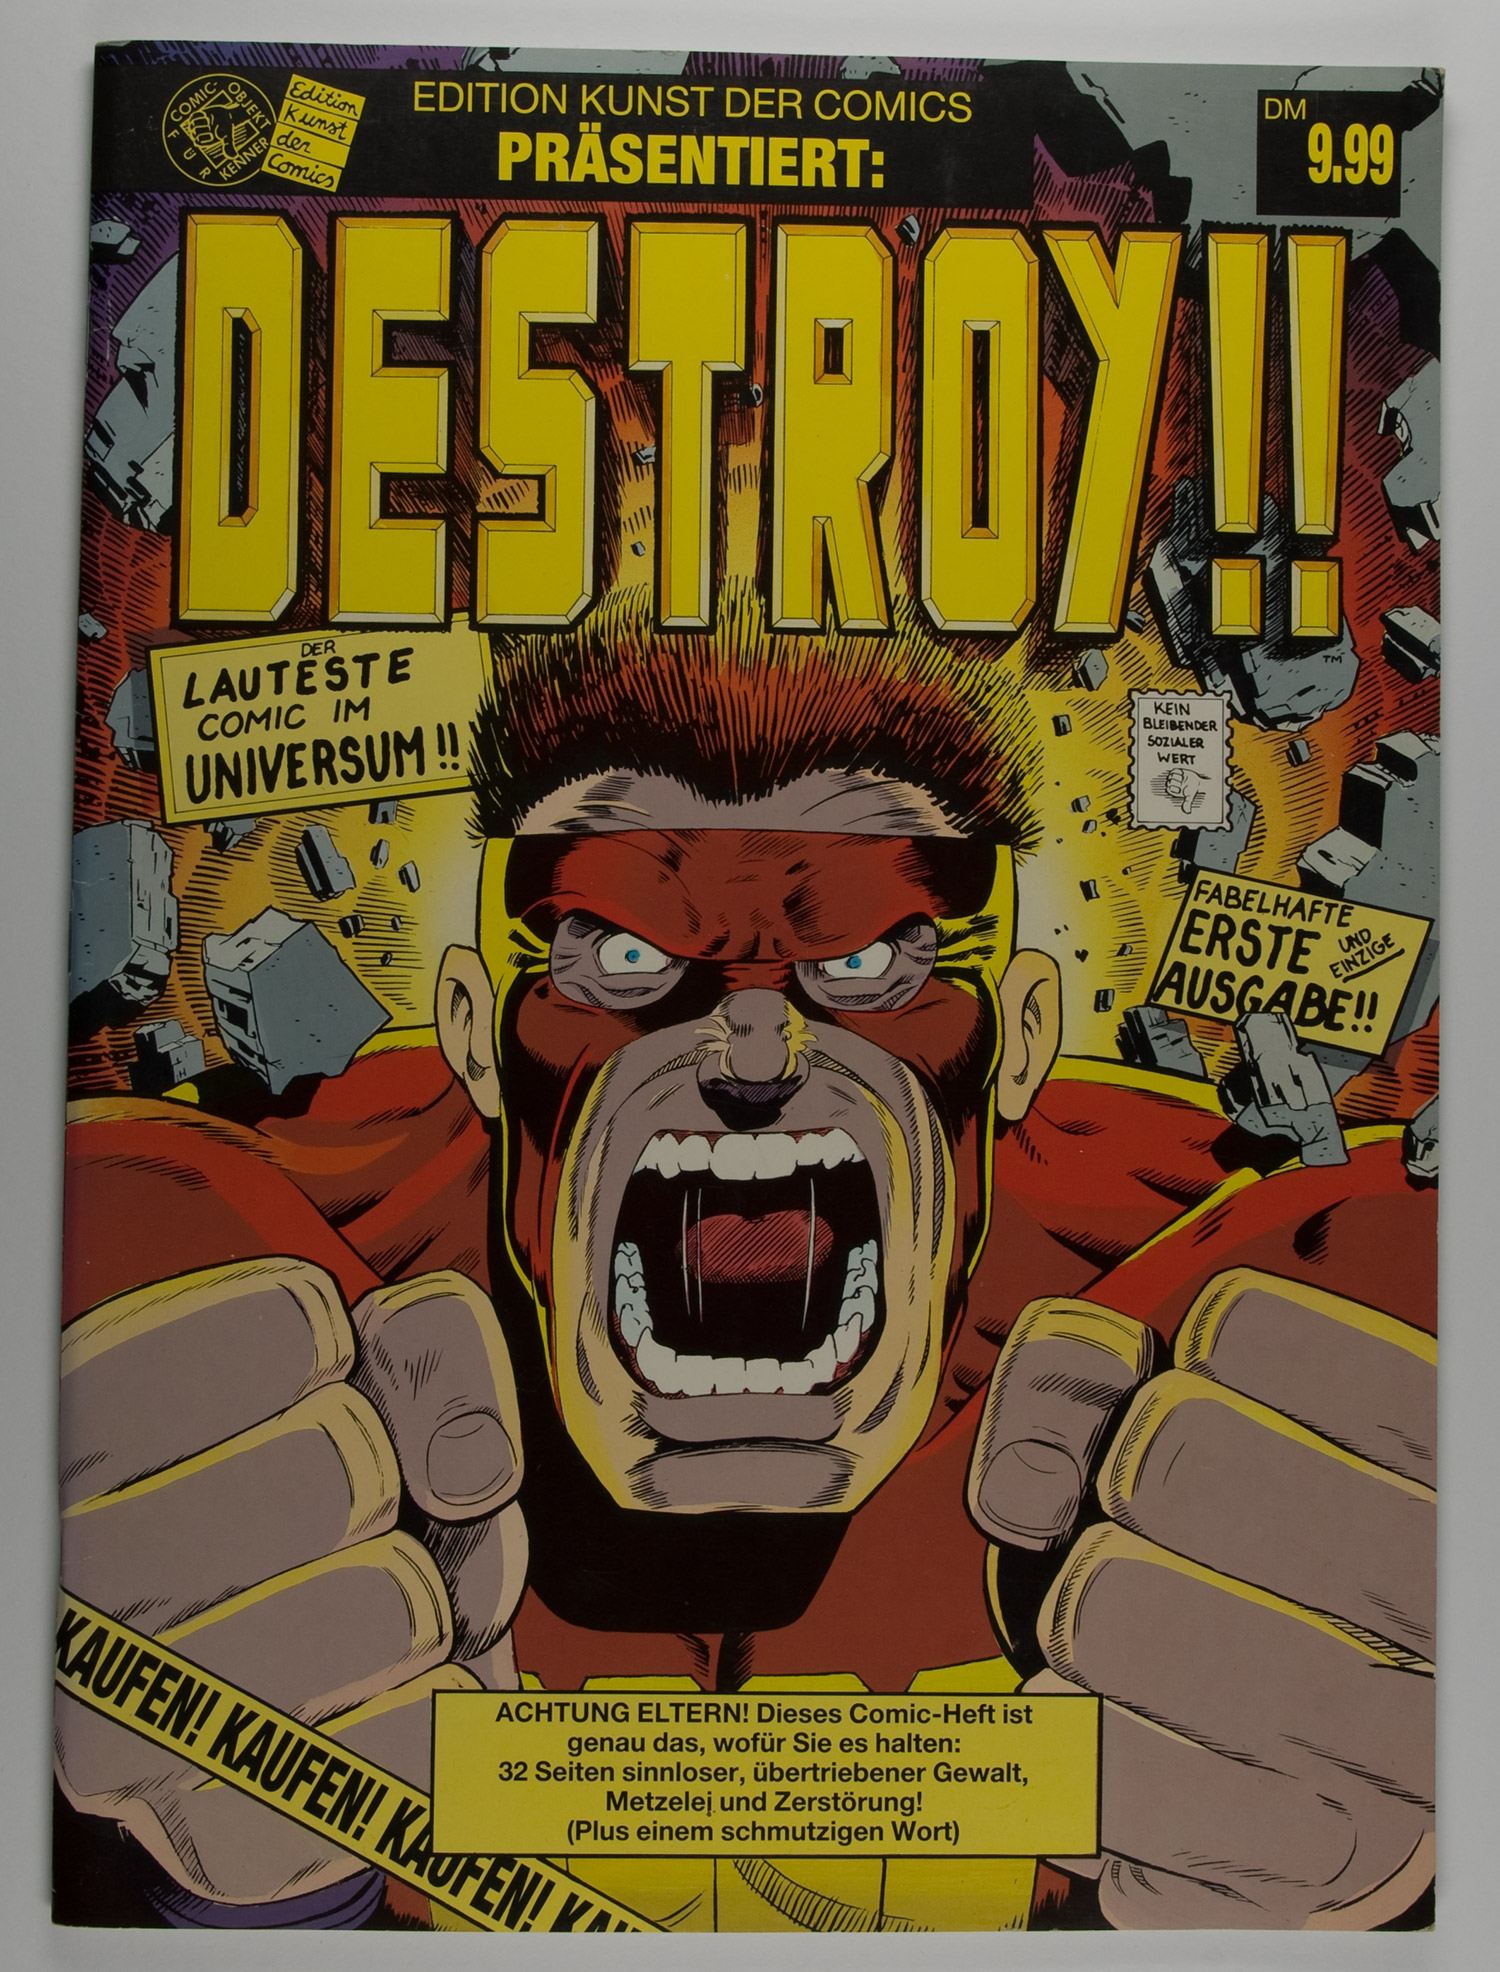 COMIC OBJEKT
FÜR KENNER
Edition
Kunst
der
Comics
EDITION KUNST DER COMICS
PRÄSENTIERT:
DM
9.99
DESTROY!!
TM
DER
LAUTESTE
COMIC IM
UNIVERSUM!!
KEIN
BLEIBENDER
SOZIALER
WERT
FABELHAFTE
ERSTE
UND
EINZIGE
AUSGABE!!
KAUFEN! KAUFEN! KAUFEN! KAU
ACHTUNG ELTERN! Dieses Comic-Heft ist
genau das, wofür Sie es halten:
32 Seiten sinnloser, übertriebener Gewalt,
Metzelei und Zerstörung!
(Plus einem schmutzigen Wort)